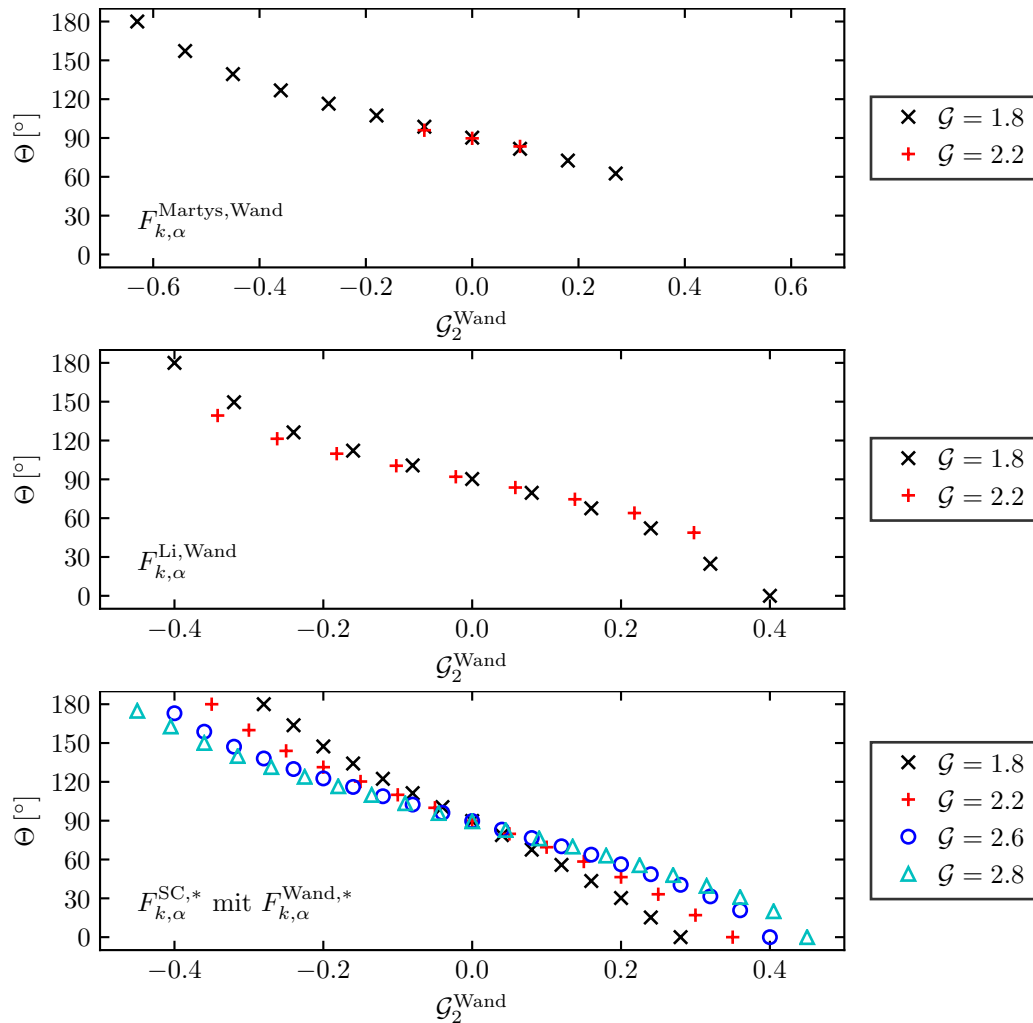 180
150
120
90
60
30
0
Θ [°]
F_{k,α}^{Martys,Wand}
−0.6 −0.4 −0.2 0.0 0.2 0.4 0.6
𝒢_2^{Wand}
𝒢 = 1.8
𝒢 = 2.2
180
150
120
90
60
30
0
Θ [°]
F_{k,α}^{Li,Wand}
−0.4 −0.2 0.0 0.2 0.4
𝒢_2^{Wand}
𝒢 = 1.8
𝒢 = 2.2
180
150
120
90
60
30
0
Θ [°]
F_{k,α}^{SC,*} mit F_{k,α}^{Wand,*}
−0.4 −0.2 0.0 0.2 0.4
𝒢_2^{Wand}
𝒢 = 1.8
𝒢 = 2.2
𝒢 = 2.6
𝒢 = 2.8